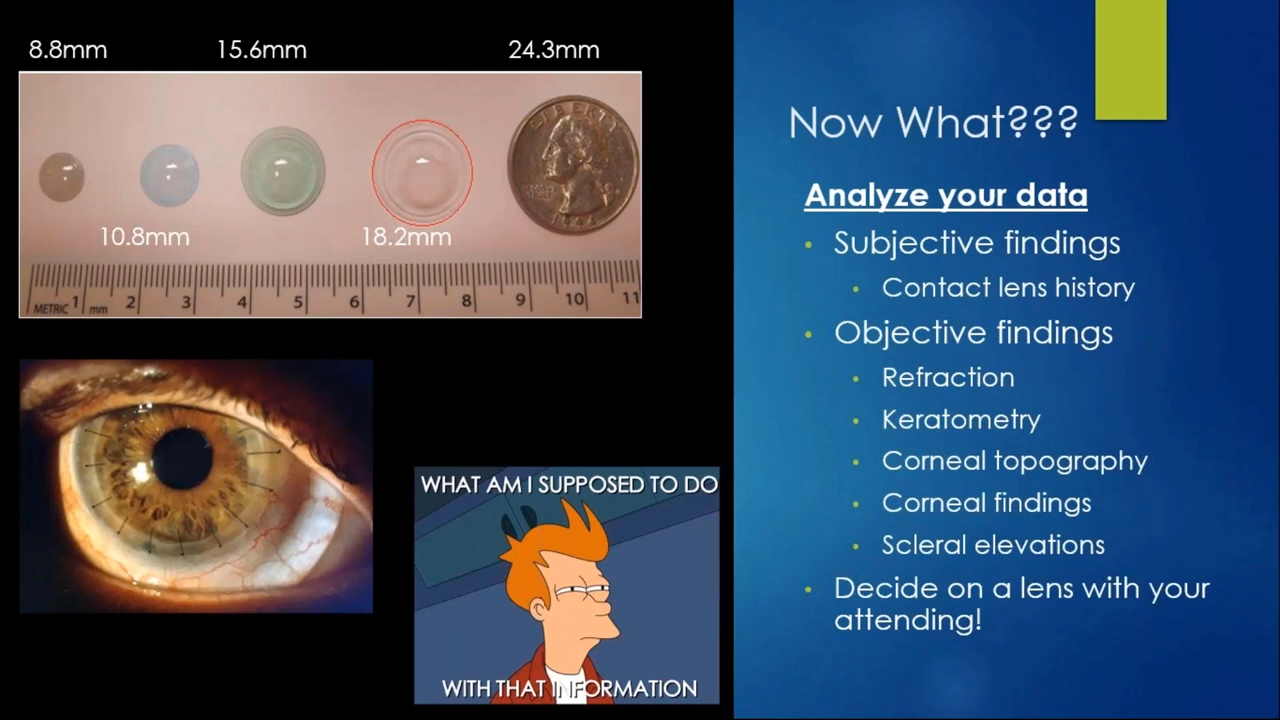 8.8mm 15.6mm 24.3mm
LIBERTY
10.8mm 18.2mm
METRIC 1 mm 2 3 4 5 6 7 8 9 10 11
WHAT AM I SUPPOSED TO DO
WITH THAT INFORMATION
Now What???
Analyze your data
• Subjective findings
• Contact lens history
• Objective findings
• Refraction
• Keratometry
• Corneal topography
• Corneal findings
• Scleral elevations
• Decide on a lens with your
attending!